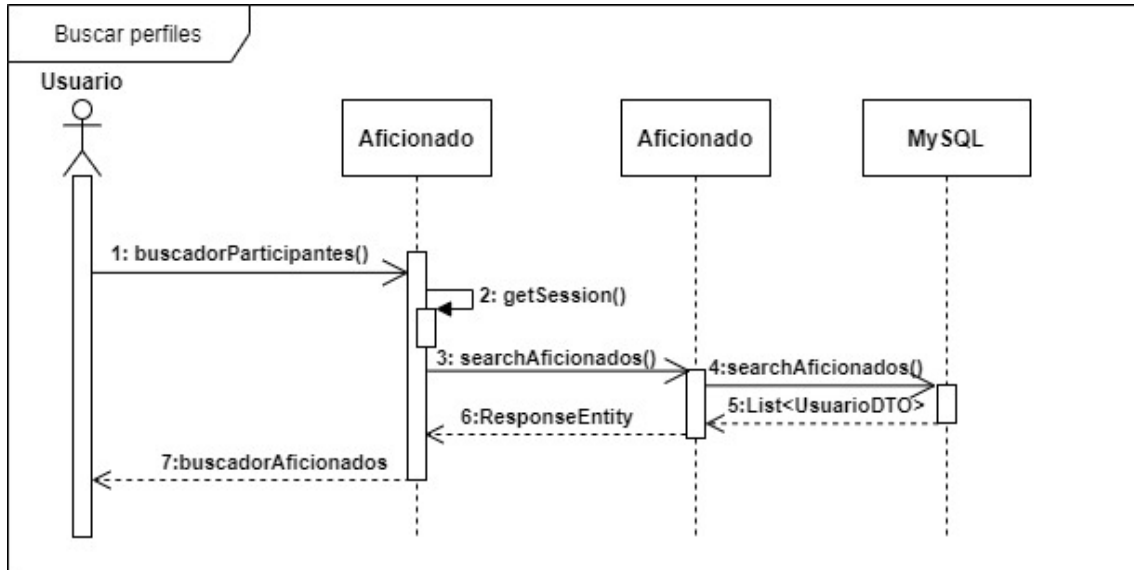 Buscar perfiles
Usuario
Aficionado
Aficionado
MySQL
1: buscadorParticipantes()
2: getSession()
3: searchAficionados()
4:searchAficionados()
5:List<UsuarioDTO>
6:ResponseEntity
7:buscadorAficionados